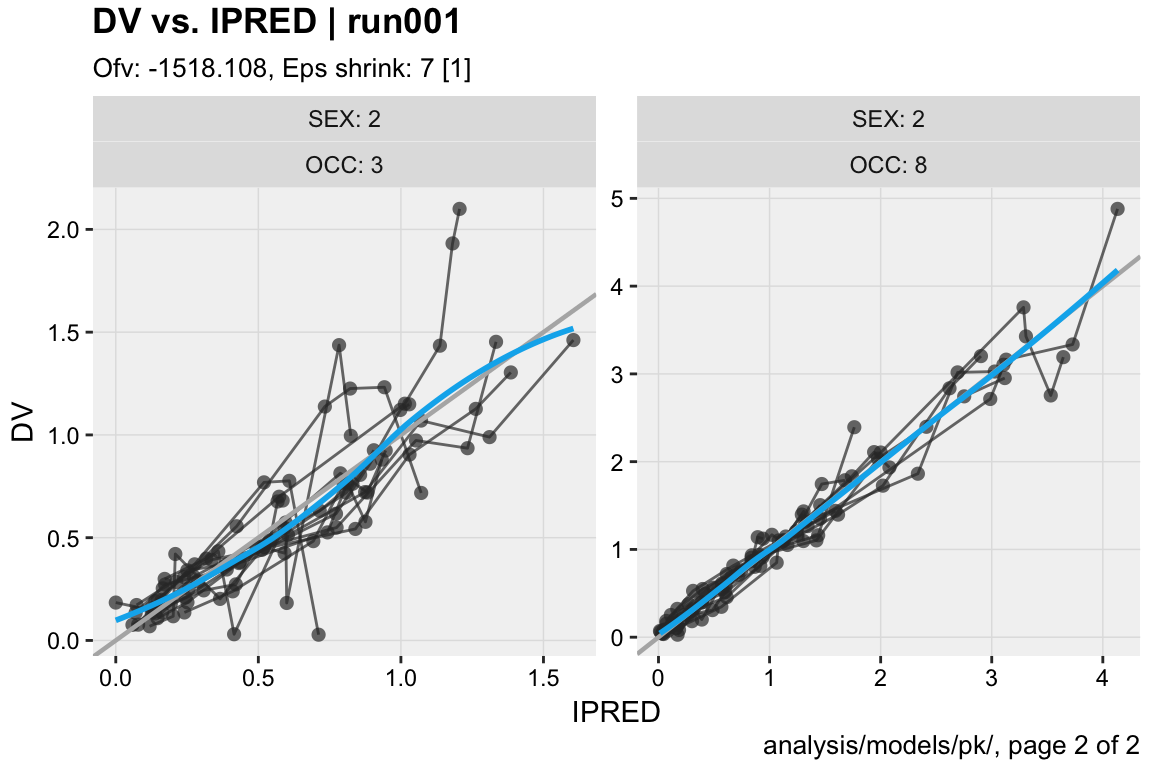 DV vs. IPRED | run001
Ofv: -1518.108, Eps shrink: 7 [1]
SEX: 2
OCC: 3
SEX: 2
OCC: 8
DV
2.0
1.5
1.0
0.5
0.0
5
4
3
2
1
0
0.0 0.5 1.0 1.5
0 1 2 3 4
IPRED
analysis/models/pk/, page 2 of 2